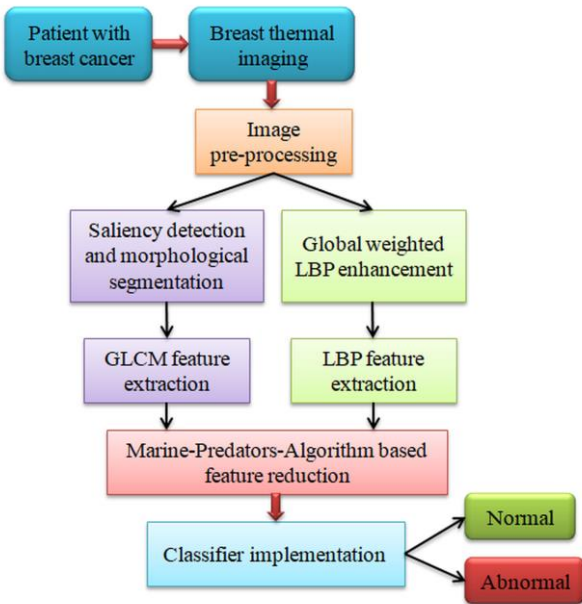 Patient with
breast cancer
Breast thermal
imaging
Image
pre-processing
Saliency detection
and morphological
segmentation
Global weighted
LBP enhancement
GLCM feature
extraction
LBP feature
extraction
Marine-Predators-Algorithm based
feature reduction
Classifier implementation
Normal
Abnormal